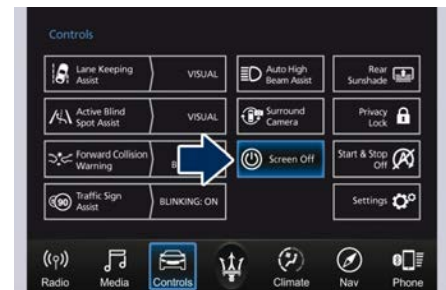 Controls
Lane Keeping
Assist
VISUAL
Auto High
Beam Assist
Rear
Sunshade
Active Blind
Spot Assist
VISUAL
Surround
Camera
Privacy
Lock
Forward Collision
Warning
Screen Off
Start & Stop
Off
90
Traffic Sign
Assist
BLINKING: ON
Settings
Radio
Media
Controls
Climate
Nav
Phone